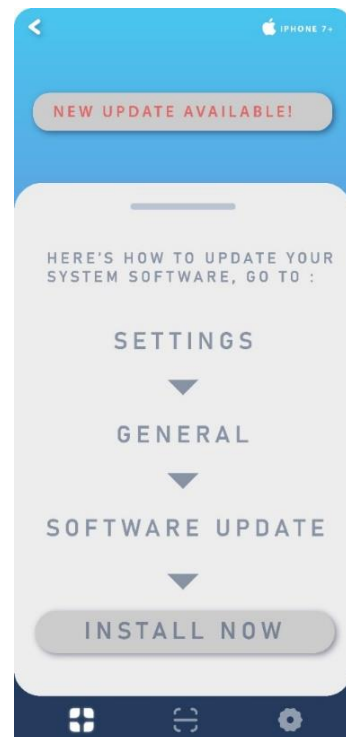 IPHONE 7+
NEW UPDATE AVAILABLE!
HERE'S HOW TO UPDATE YOUR
SYSTEM SOFTWARE, GO TO :
SETTINGS
GENERAL
SOFTWARE UPDATE
INSTALL NOW